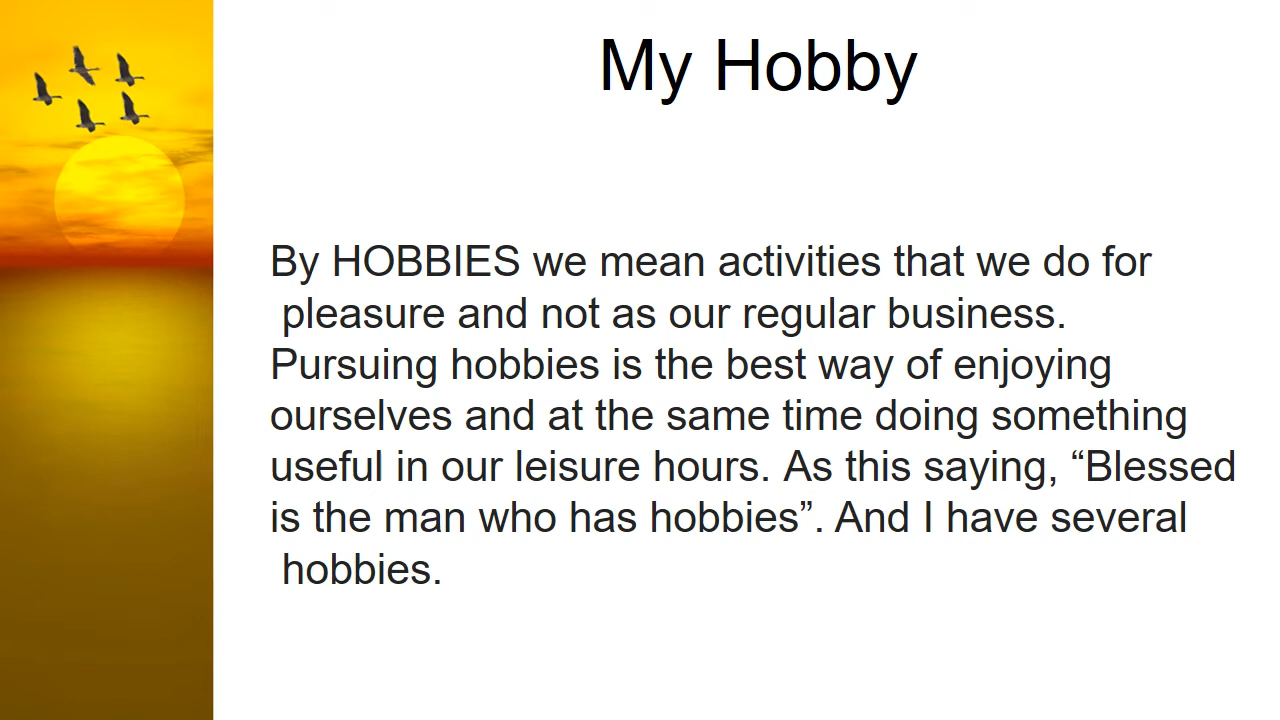 My Hobby
By HOBBIES we mean activities that we do for
pleasure and not as our regular business.
Pursuing hobbies is the best way of enjoying
ourselves and at the same time doing something
useful in our leisure hours. As this saying, “Blessed
is the man who has hobbies”. And I have several
hobbies.